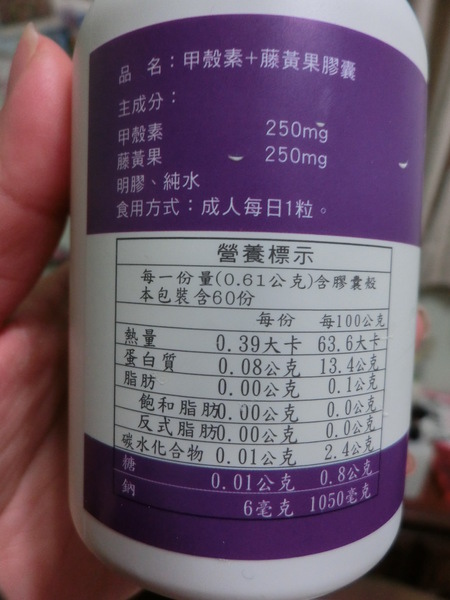 品 名：甲殼素+藤黃果膠囊
主成分：
甲殼素 250mg
藤黃果 250mg
明膠、純水
食用方式：成人每日1粒。
營養標示
每一份量(0.61公克)含膠囊殼
本包裝含60份
每份 每100公克
熱量 0.39大卡 63.6大卡
蛋白質 0.08公克 13.4公克
脂肪 0.00公克 0.1公克
飽和脂肪 0.00公克 0.0公克
反式脂肪 0.00公克 0.0公克
碳水化合物 0.01公克 2.4公克
糖 0.01公克 0.8公克
鈉 6毫克 1050毫克